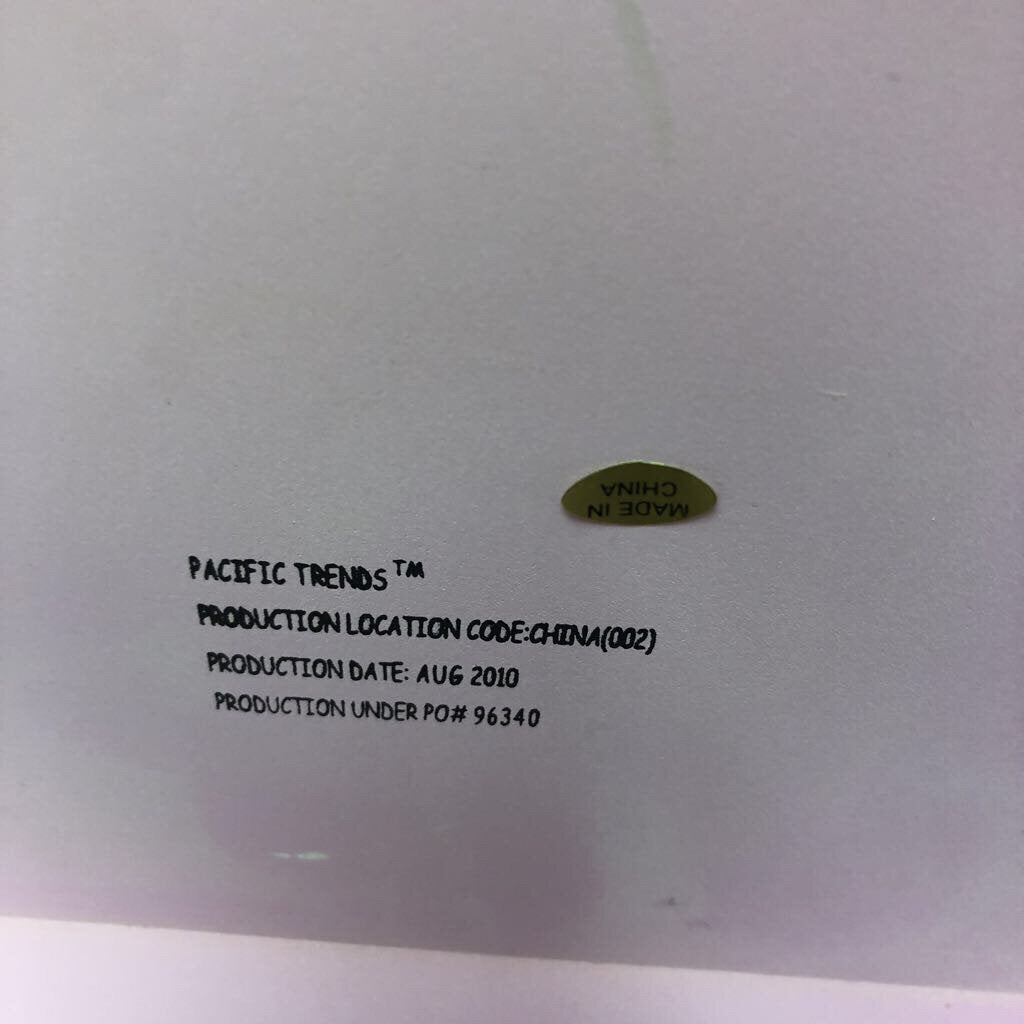 MADE IN
CHINA
PACIFIC TRENDS™
PRODUCTION LOCATION CODE:CHINA(002)
PRODUCTION DATE: AUG 2010
PRODUCTION UNDER PO# 96340